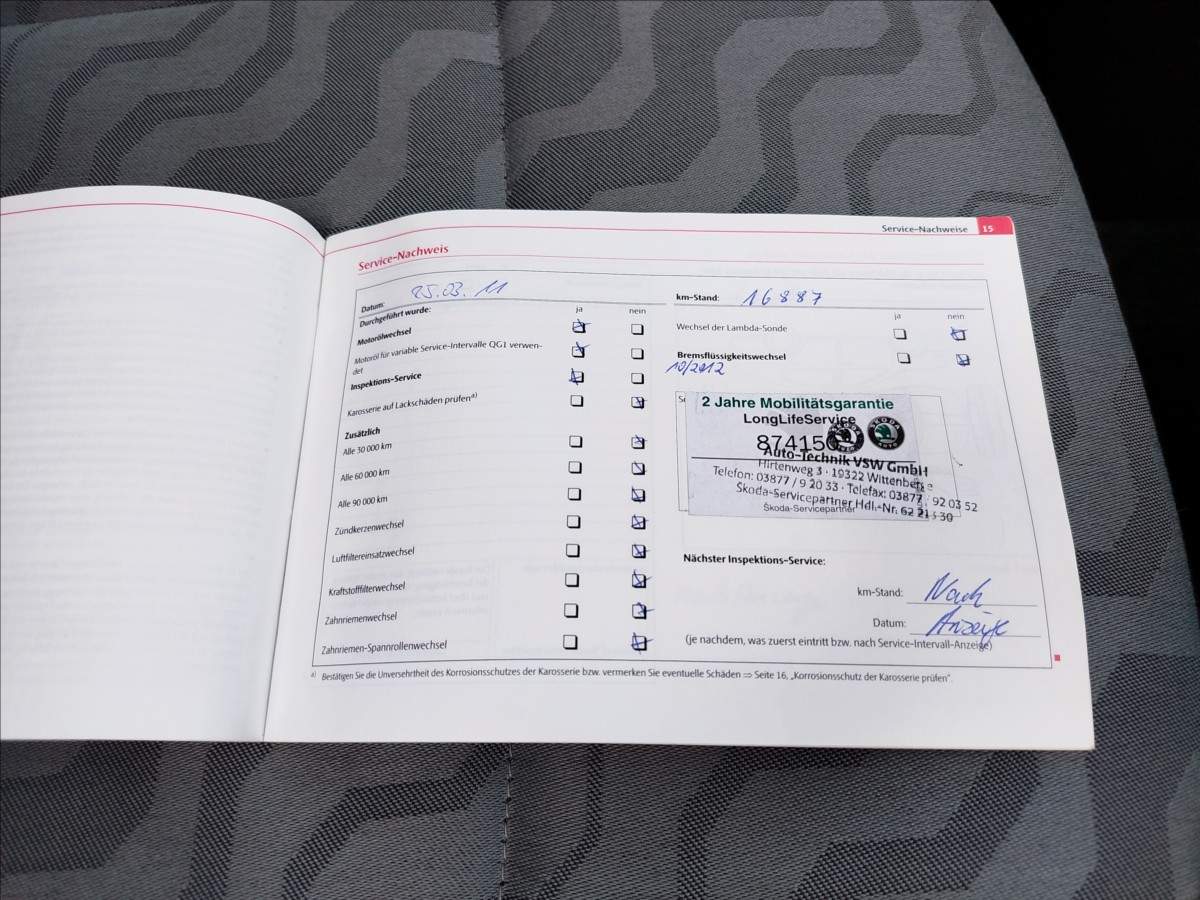 Service-Nachweise 15
Service-Nachweis
Datum: 25.03.11
km-Stand: 16887
Durchgeführt wurde:
ja nein
Motorölwechsel
Motoröl für variable Service-Intervalle QG1 verwen-
det
Inspektions-Service
Karosserie auf Lackschäden prüfen a)
Zusätzlich
Alle 30 000 km
Alle 60 000 km
Alle 90 000 km
Zündkerzenwechsel
Luftfiltereinsatzwechsel
Kraftstofffilterwechsel
Zahnriemenwechsel
Zahnriemen-Spannrollenwechsel
ja nein
Wechsel der Lambda-Sonde
Bremsflüssigkeitswechsel
10/2012
2 Jahre Mobilitätsgarantie
LongLifeService
874150
Auto-Technik VSW GmbH
Hirtenweg 3 · 19322 Wittenberge
Telefon: 03877 / 9 20 33 · Telefax: 03877 / 92 03 52
Škoda-Servicepartner Hdl.-Nr. 62
Škoda-Servicepartner
Nächster Inspektions-Service:
km-Stand: Nach
Datum: Anzeige
(je nachdem, was zuerst eintritt bzw. nach Service-Intervall-Anzeige)
a) Bestätigen Sie die Unversehrtheit des Korrosionsschutzes der Karosserie bzw. vermerken Sie eventuelle Schäden ⇒ Seite 16, „Korrosionsschutz der Karosserie prüfen".